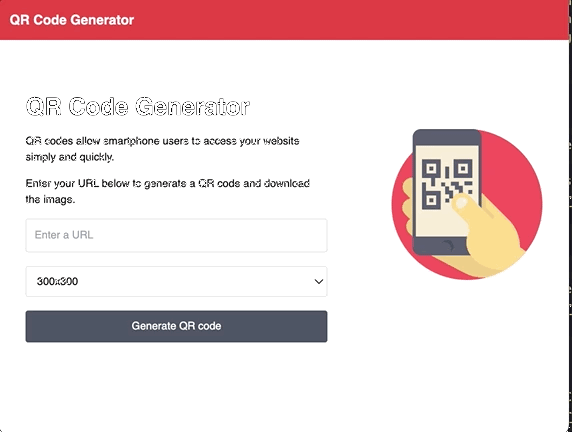 QR Code Generator
QR Code Generator
QR codes allow smartphone users to access your website
simply and quickly.
Enter your URL below to generate a QR code and download
the image.
Enter a URL
300x300
Generate QR code